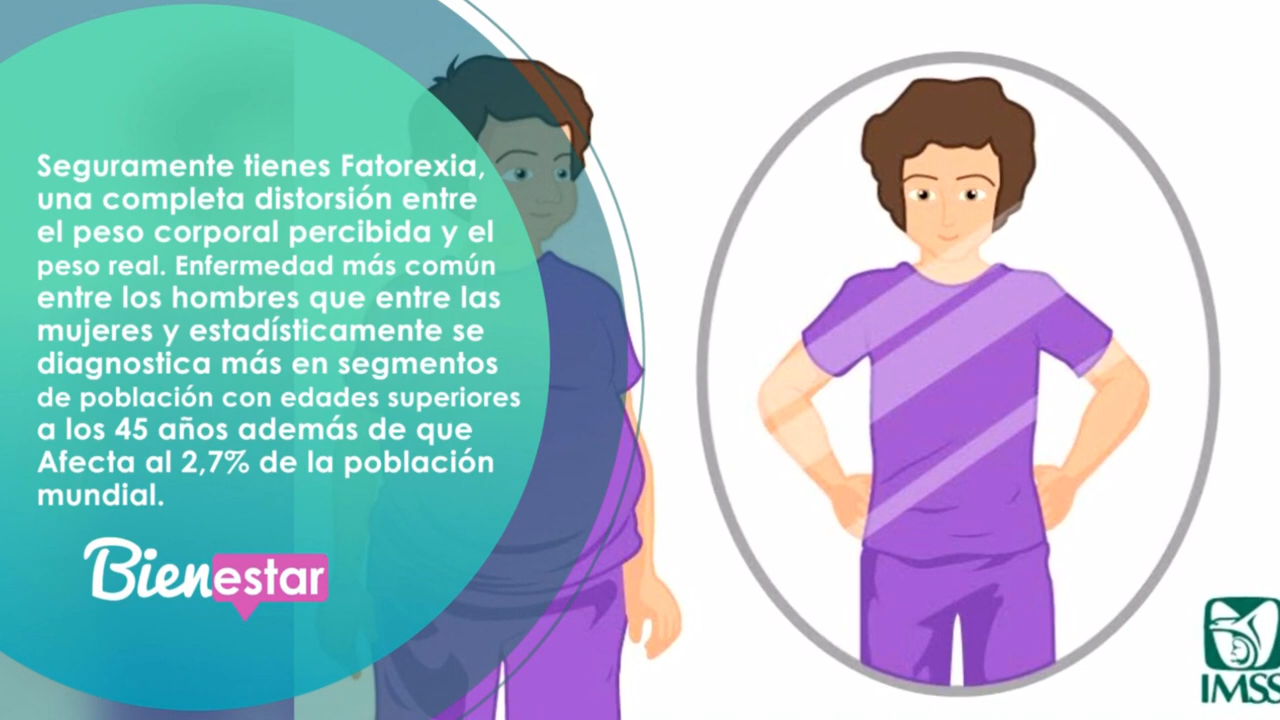 Seguramente tienes Fatorexia,
una completa distorsión entre
el peso corporal percibida y el
peso real. Enfermedad más común
entre los hombres que entre las
mujeres y estadísticamente se
diagnostica más en segmentos
de población con edades superiores
a los 45 años además de que
Afecta al 2,7% de la población
mundial.
Bienestar
IMSS